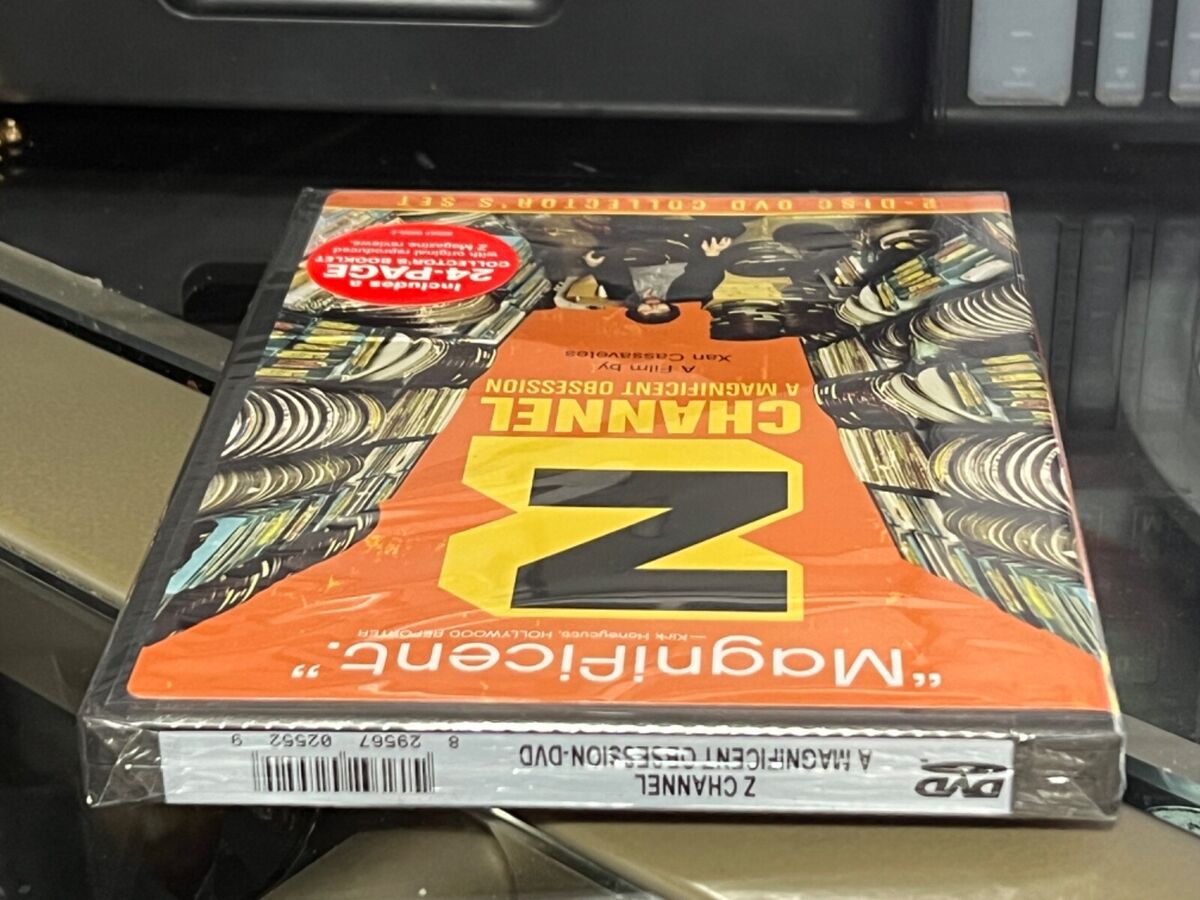 “Magnificent.”
—Kirk Honeycutt, HOLLYWOOD REPORTER
Z
CHANNEL
A MAGNIFICENT OBSESSION
A Film by
Xan Cassavetes
Includes a
24-PAGE
COLLECTOR'S BOOKLET
with original reproduced
Z Magazine reviews.
2-DISC DVD COLLECTOR'S SET
DVD
Z CHANNEL
A MAGNIFICENT OBSESSION-DVD
8 29567 02552 9